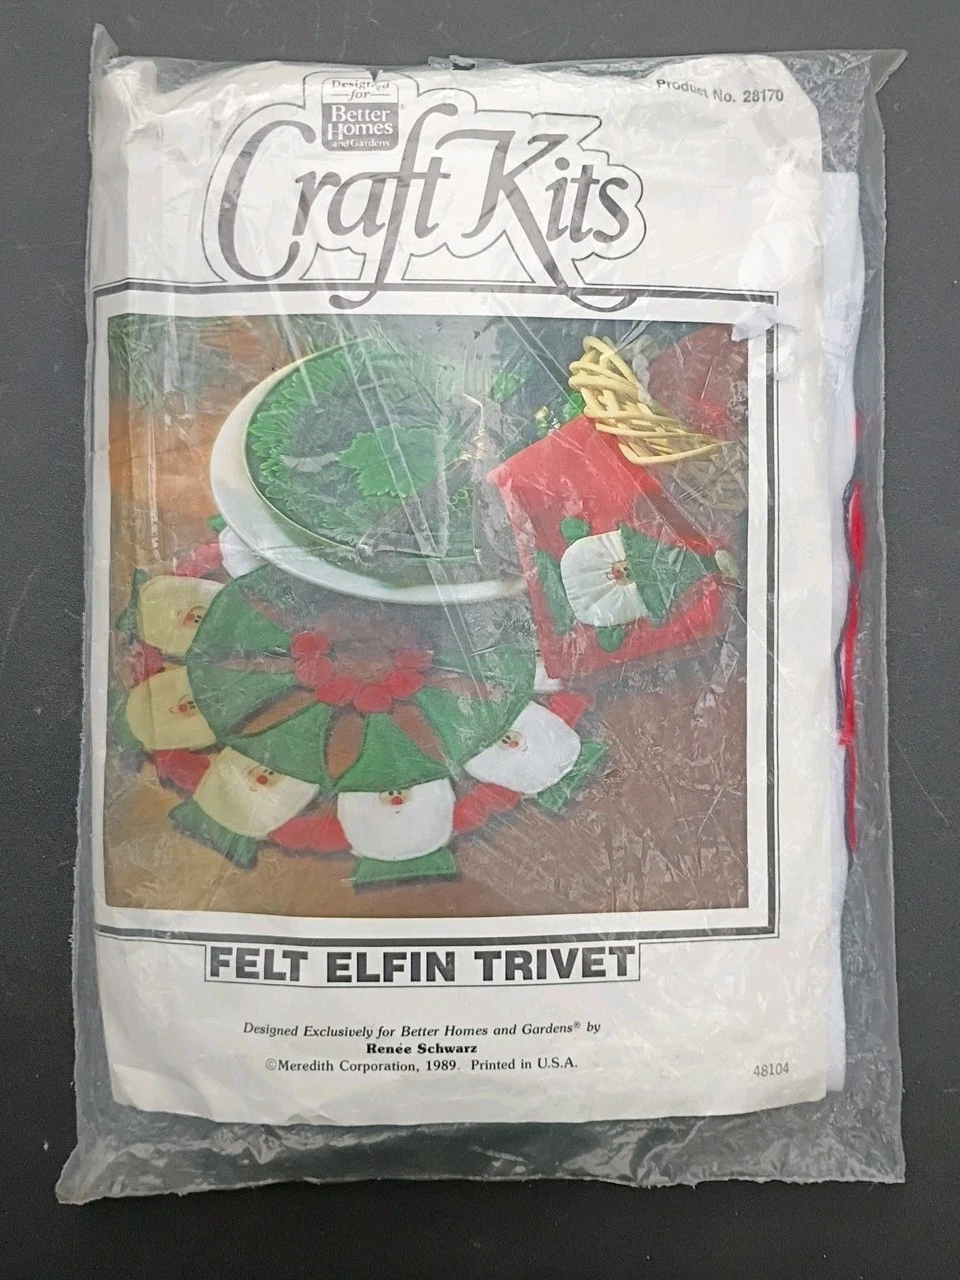 Designed
for
Better
Homes
and Gardens
®
Product No. 28170
Craft Kits
FELT ELFIN TRIVET
Designed Exclusively for Better Homes and Gardens® by
Renée Schwarz
©Meredith Corporation, 1989. Printed in U.S.A.
48104